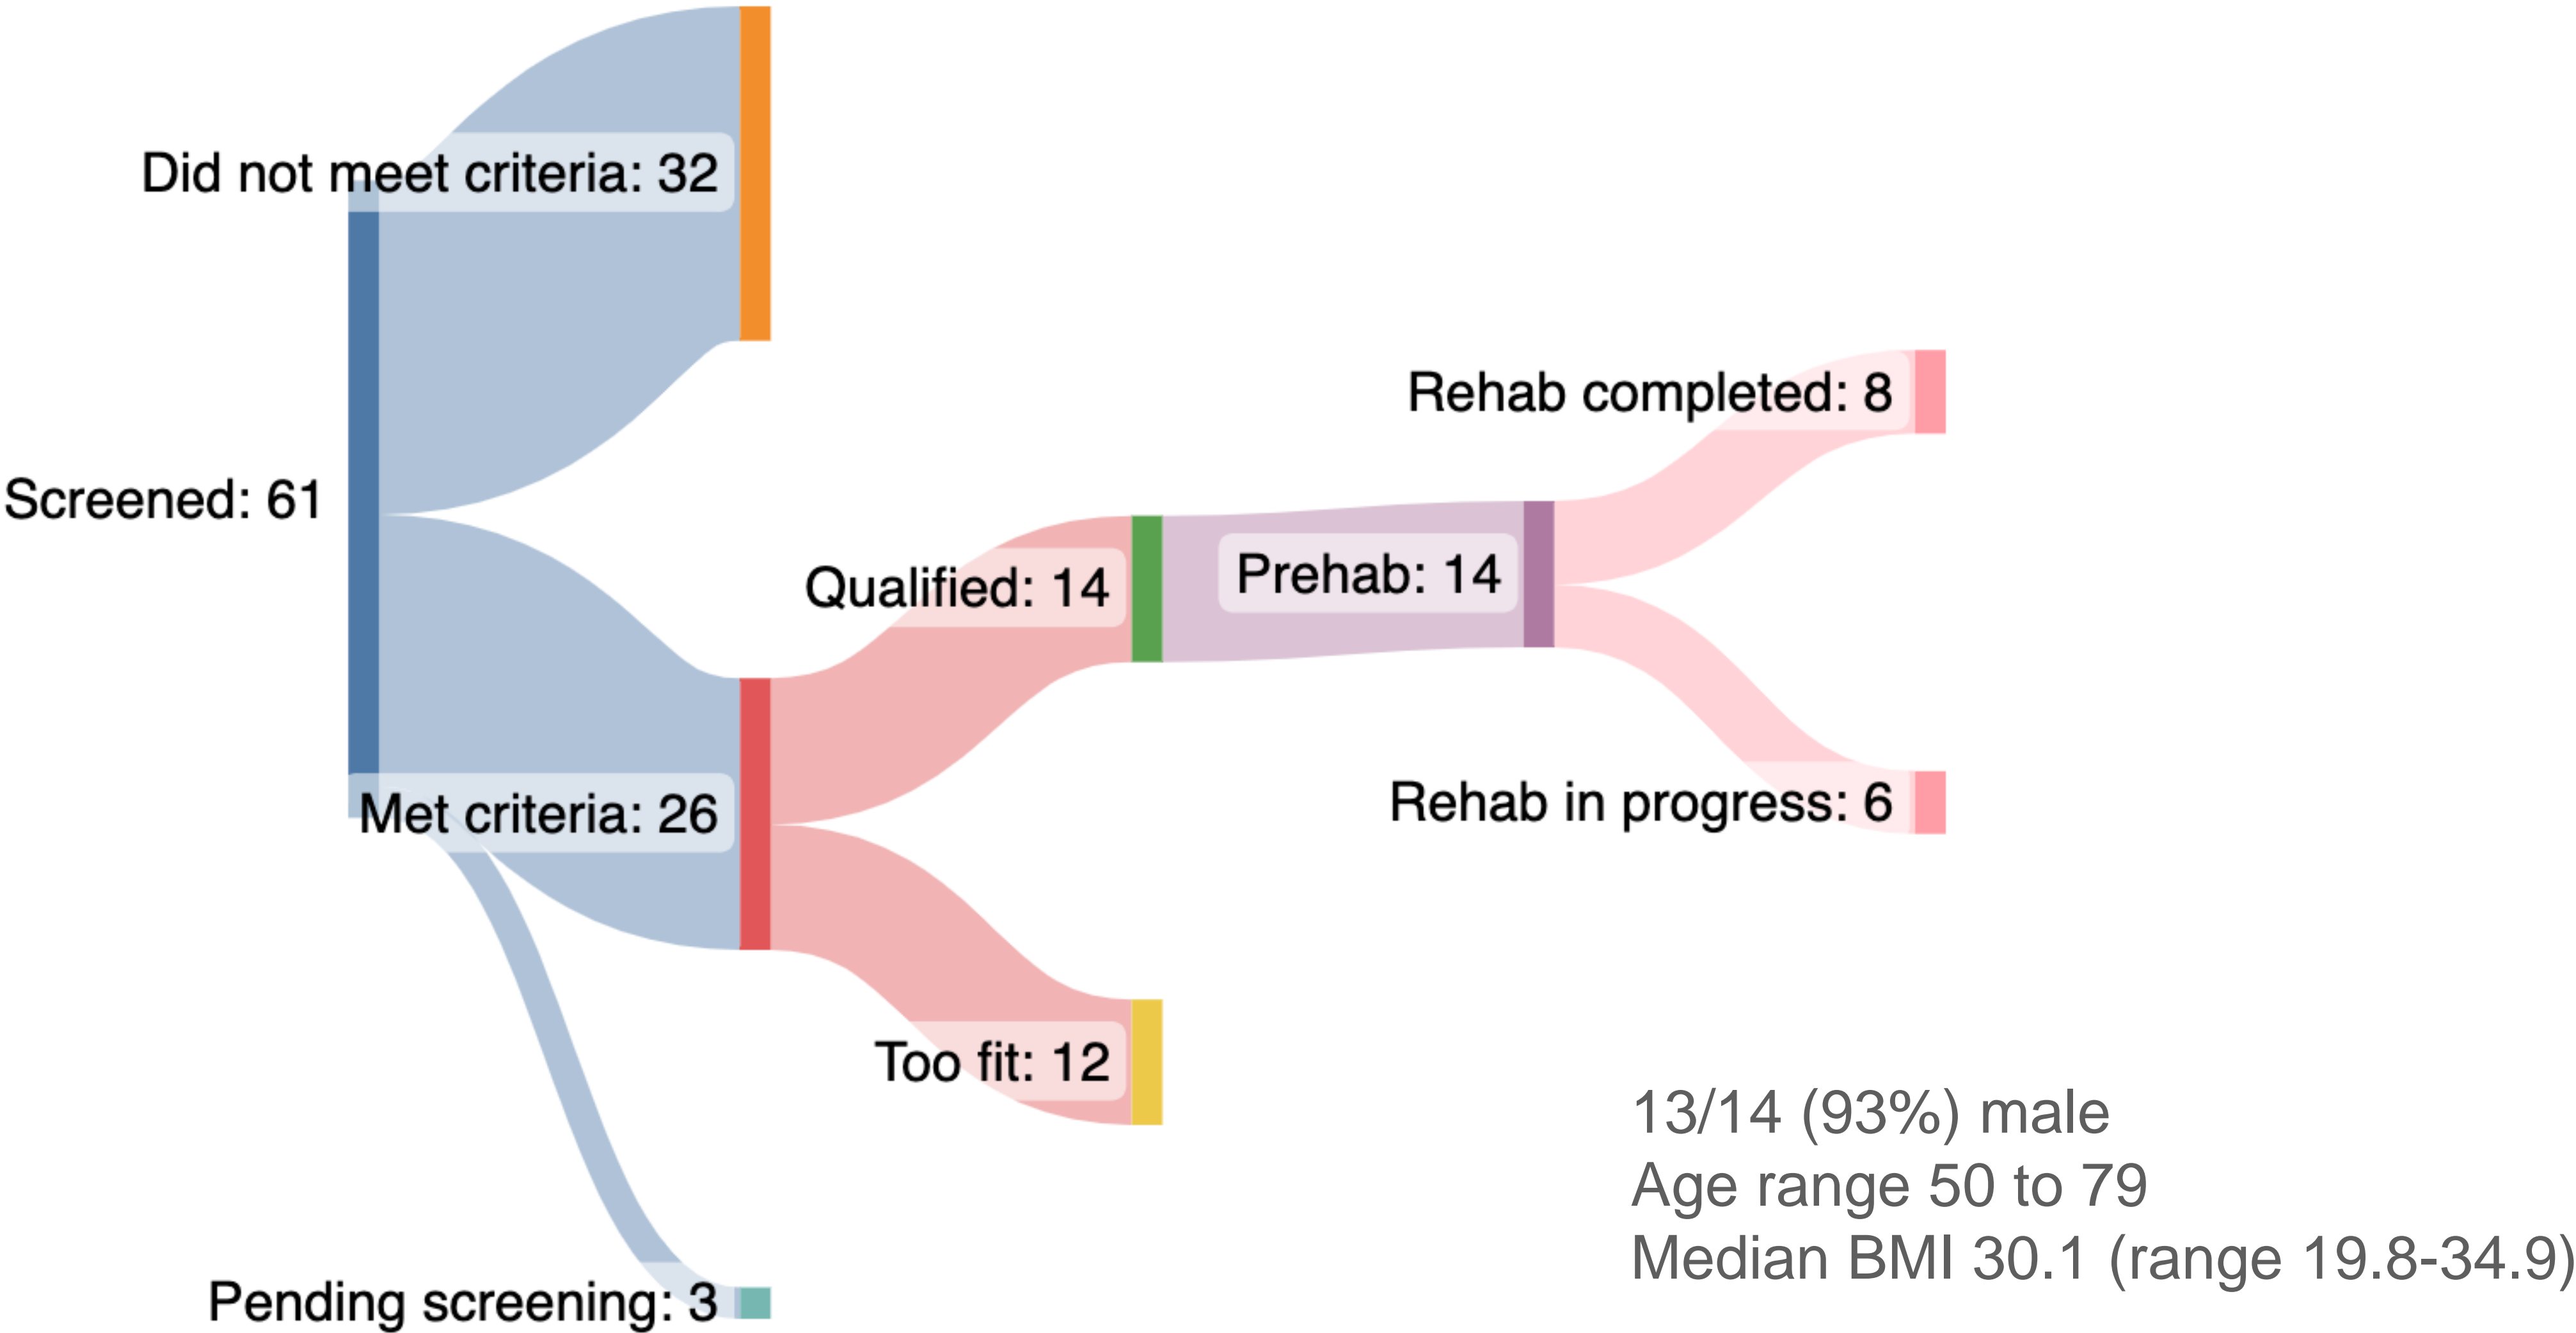 Did not meet criteria: 32
Screened: 61
Met criteria: 26
Pending screening: 3
Qualified: 14
Too fit: 12
Prehab: 14
Rehab completed: 8
Rehab in progress: 6
13/14 (93%) male
Age range 50 to 79
Median BMI 30.1 (range 19.8-34.9)